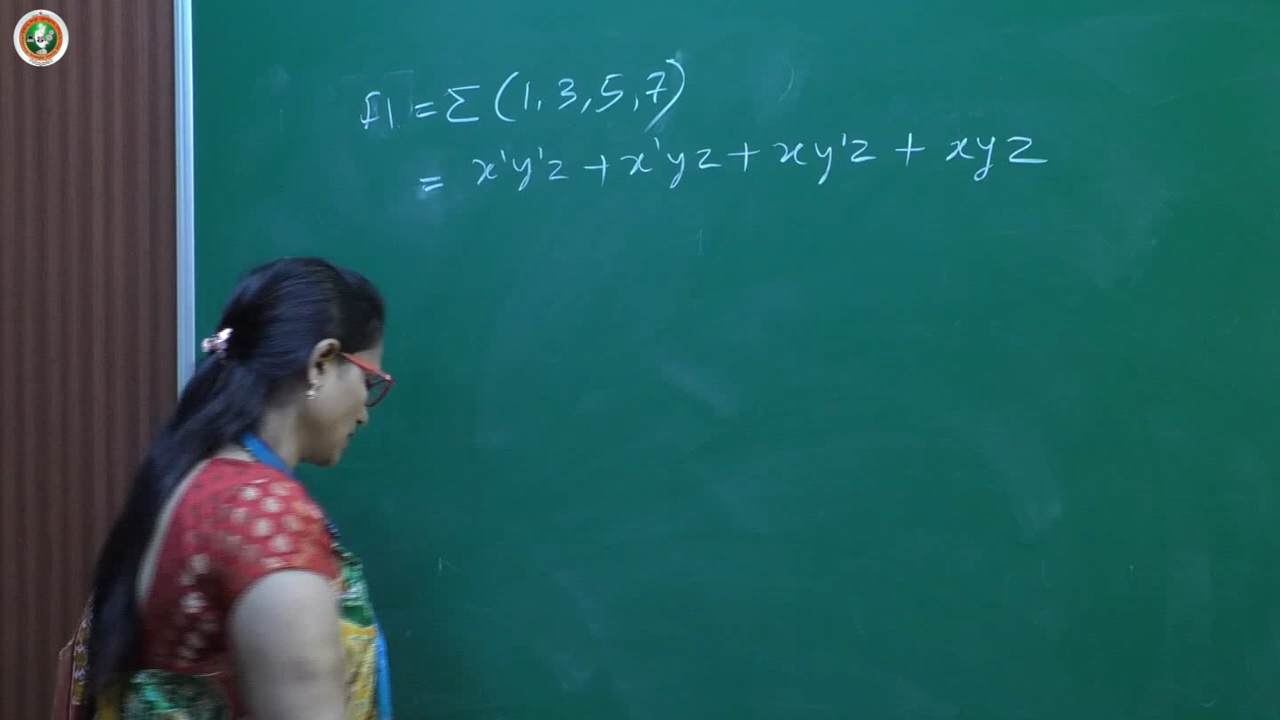 f1 = Σ (1, 3, 5, 7)
= x'y'z + x'yz + xy'z + xyz